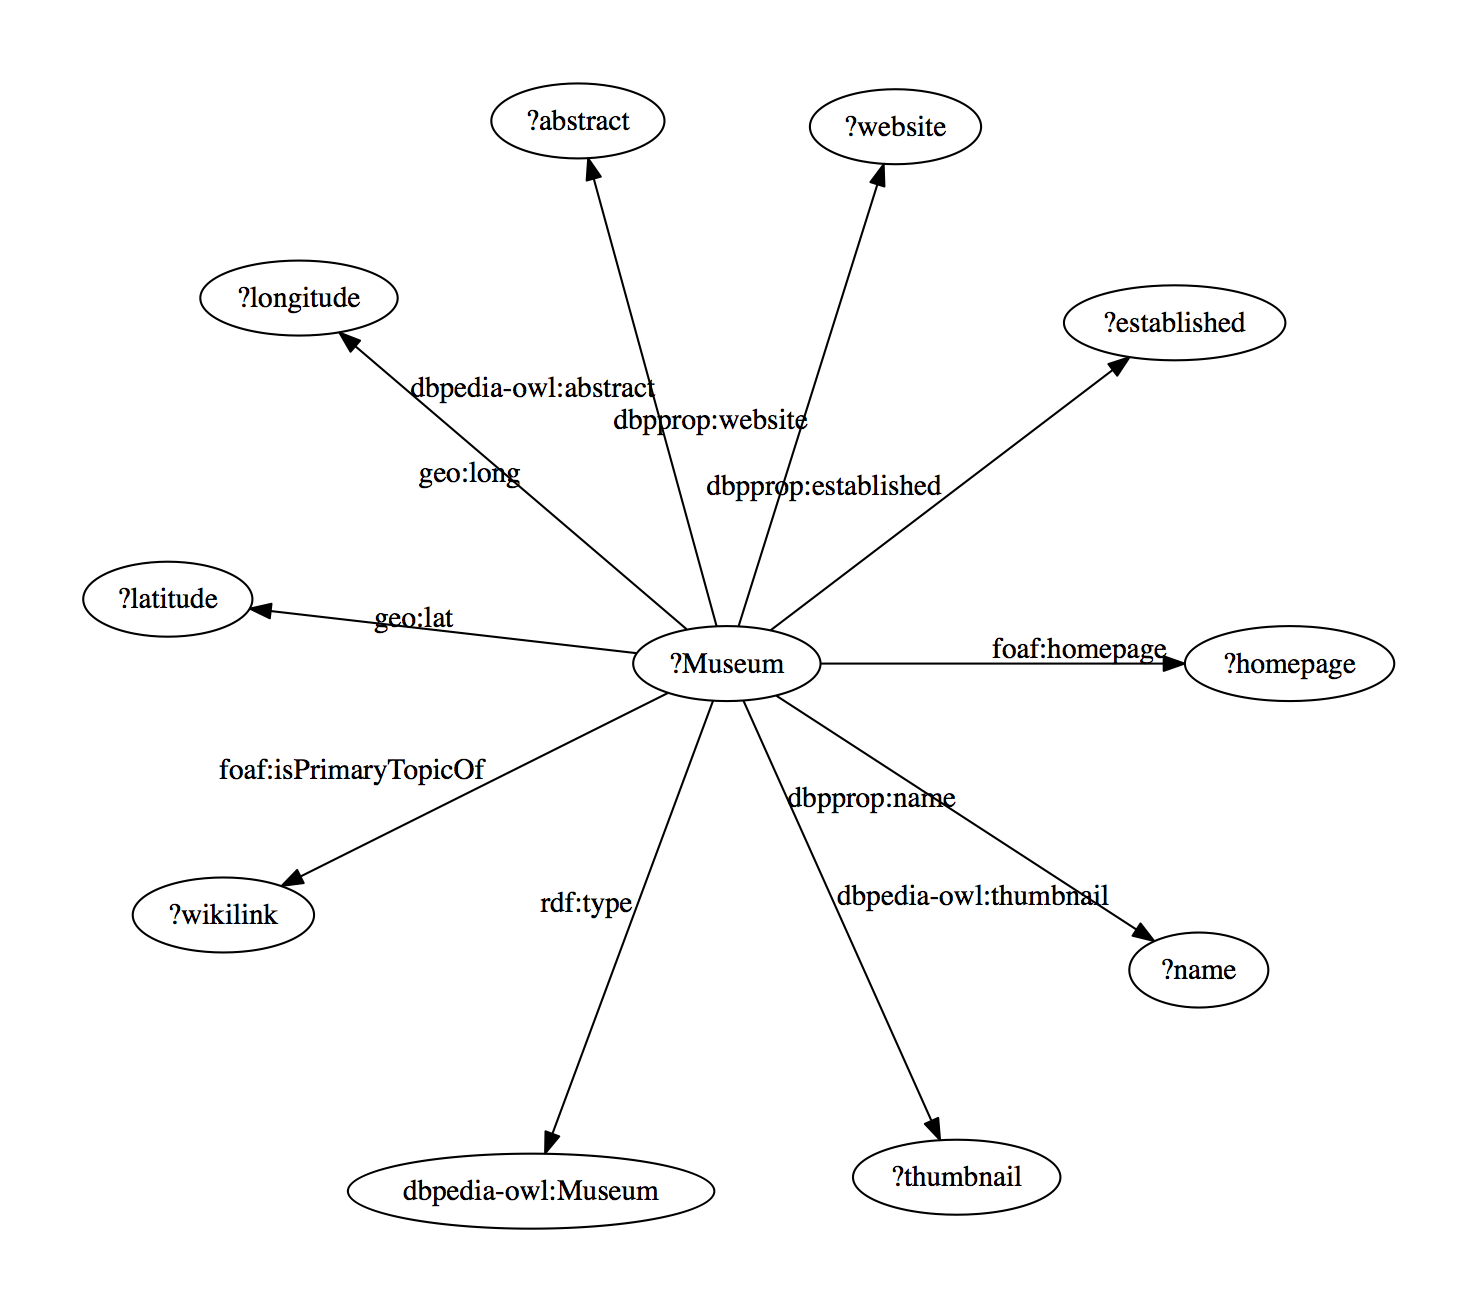 ?abstract
?website
?longitude
?established
dbpedia-owl:abstract
dbpprop:website
geo:long
dbpprop:established
?latitude
geo:lat
foaf:homepage
?Museum
?homepage
foaf:isPrimaryTopicOf
dbpprop:name
dbpedia-owl:thumbnail
rdf:type
?wikilink
?name
?thumbnail
dbpedia-owl:Museum